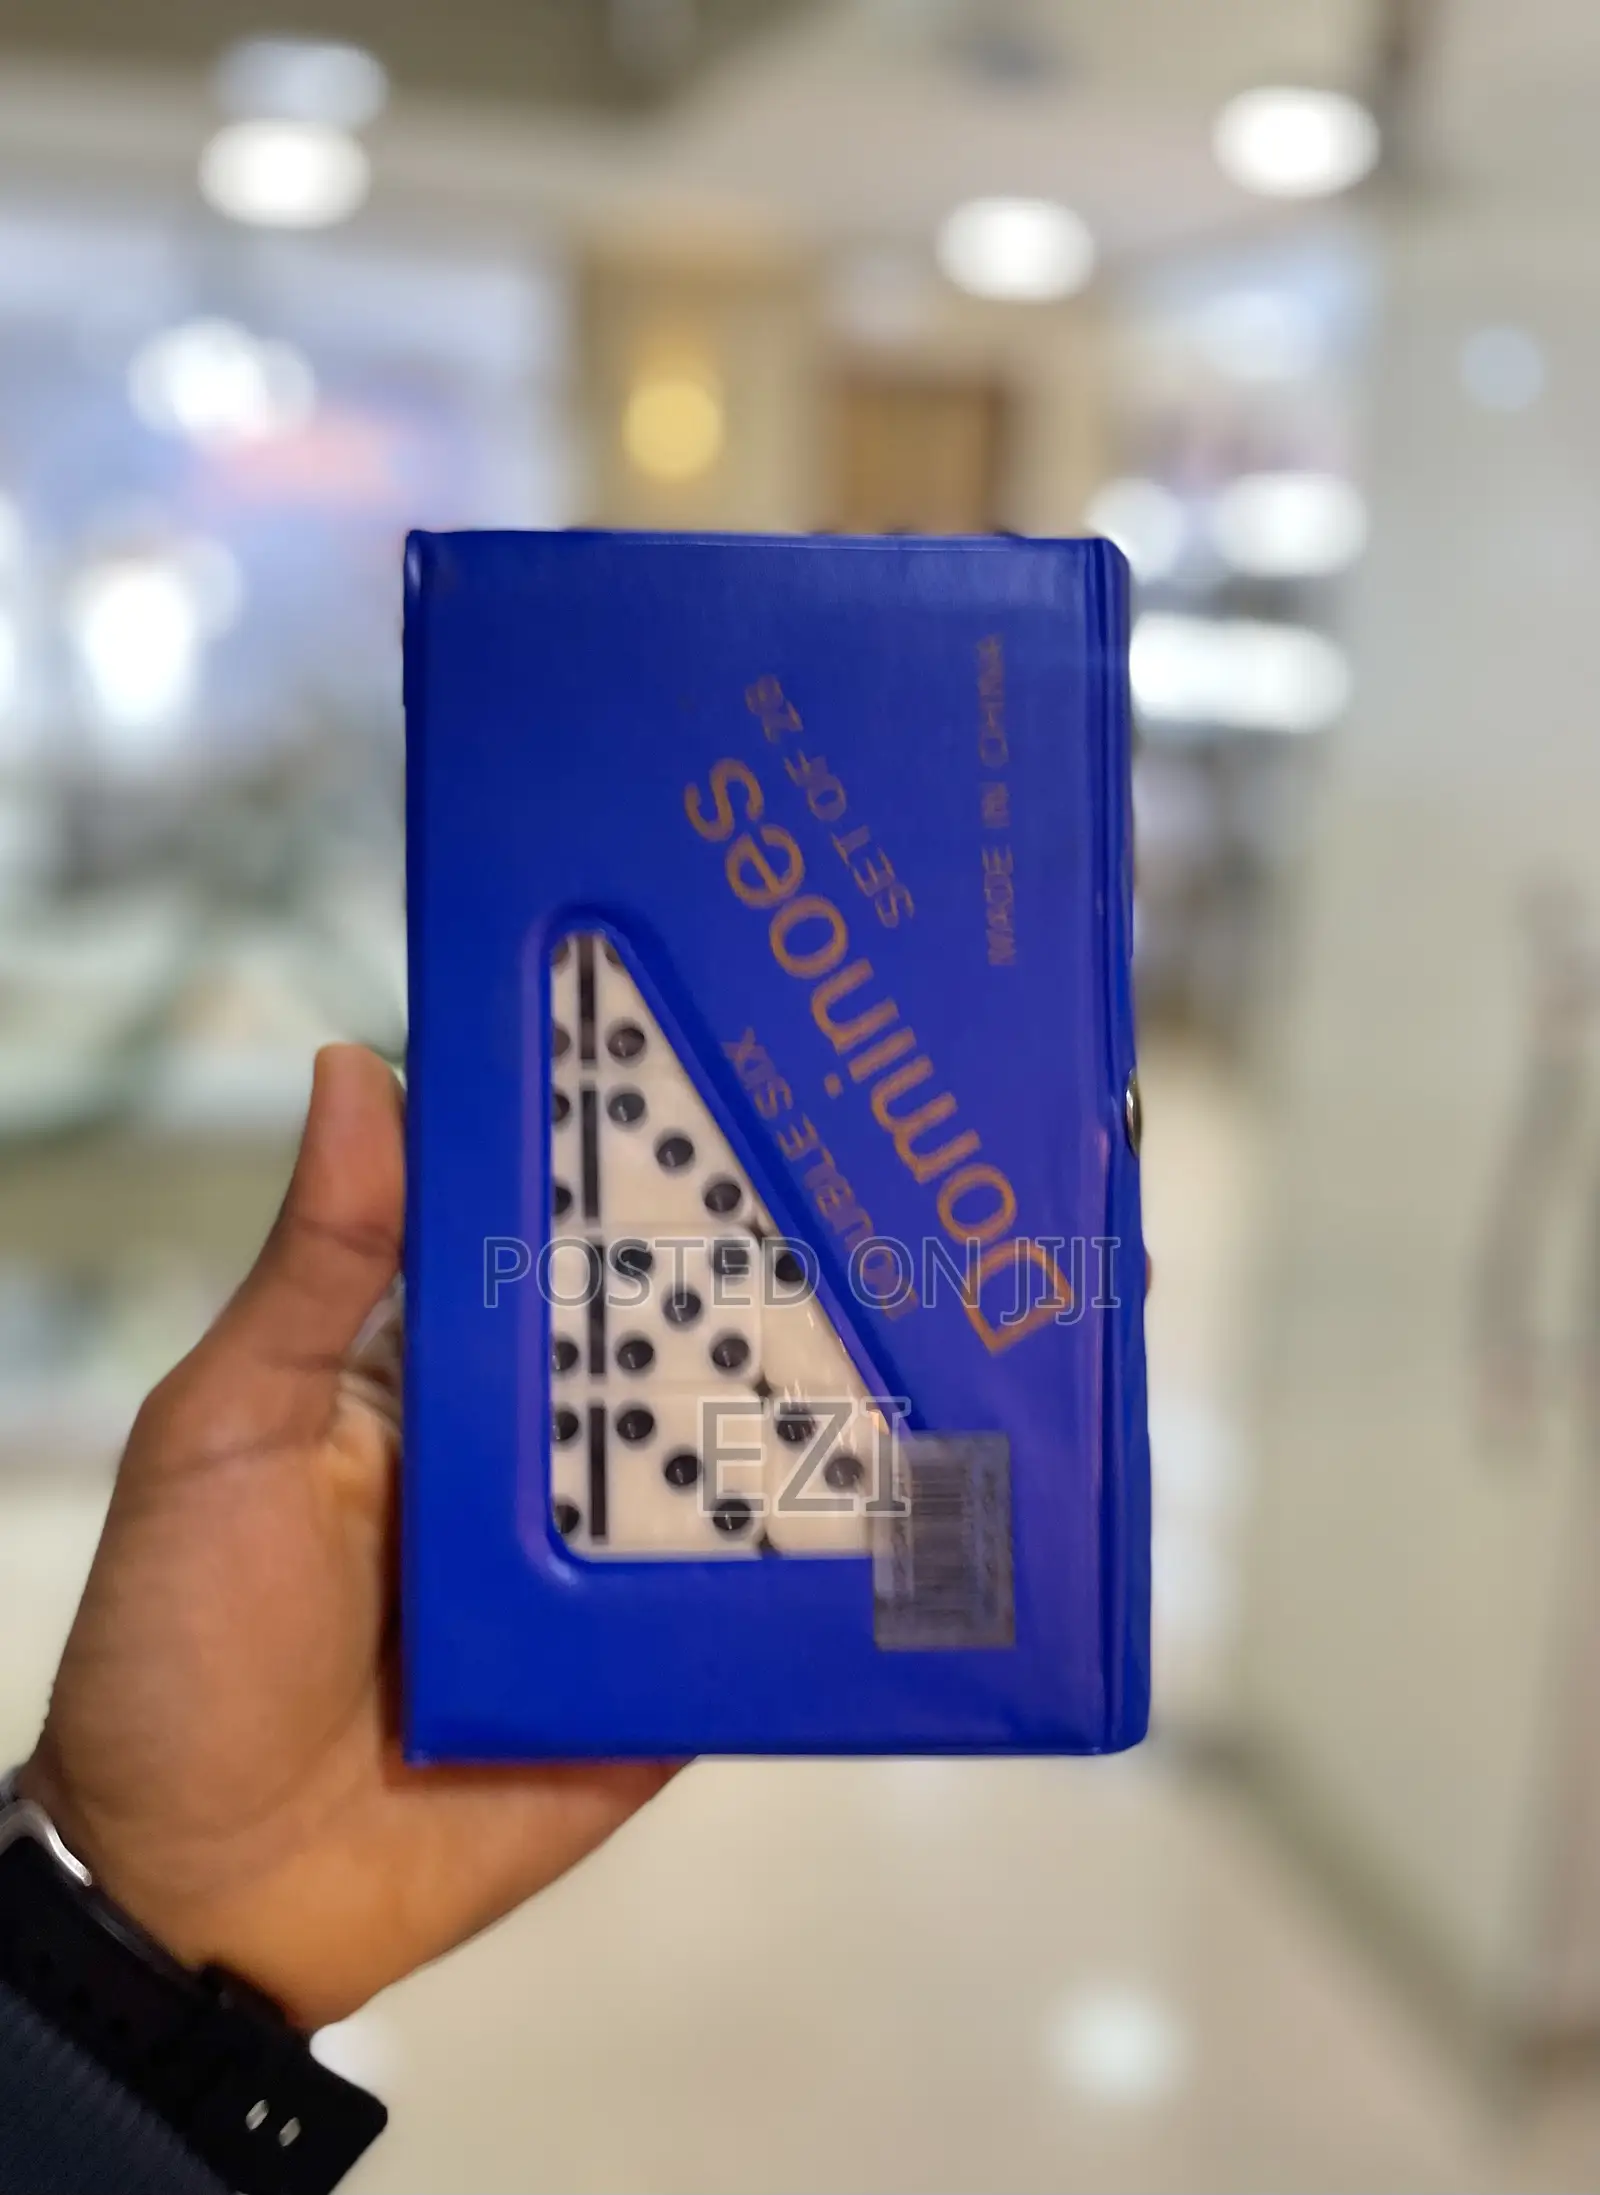 DOUBLE SIX
Dominoes
SET OF 28
MADE IN CHINA
POSTED ON JIJI
EZI